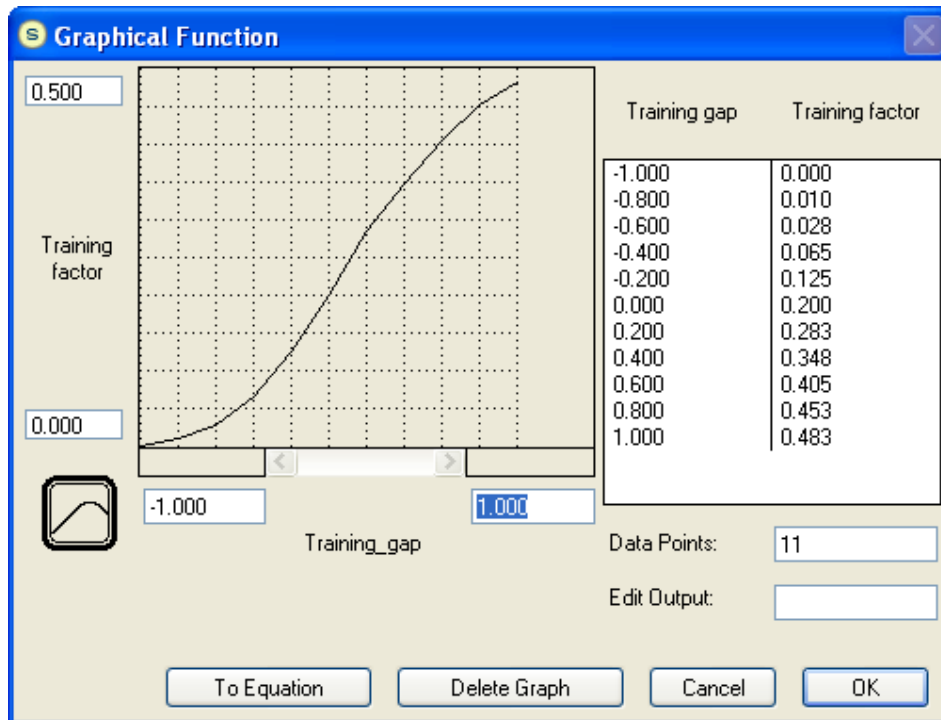 S Graphical Function
0.500
Training factor
0.000
-1.000
1.000
Training_gap
Training gap Training factor
-1.000 0.000
-0.800 0.010
-0.600 0.028
-0.400 0.065
-0.200 0.125
0.000 0.200
0.200 0.283
0.400 0.348
0.600 0.405
0.800 0.453
1.000 0.483
Data Points: 11
Edit Output:
To Equation
Delete Graph
Cancel
OK